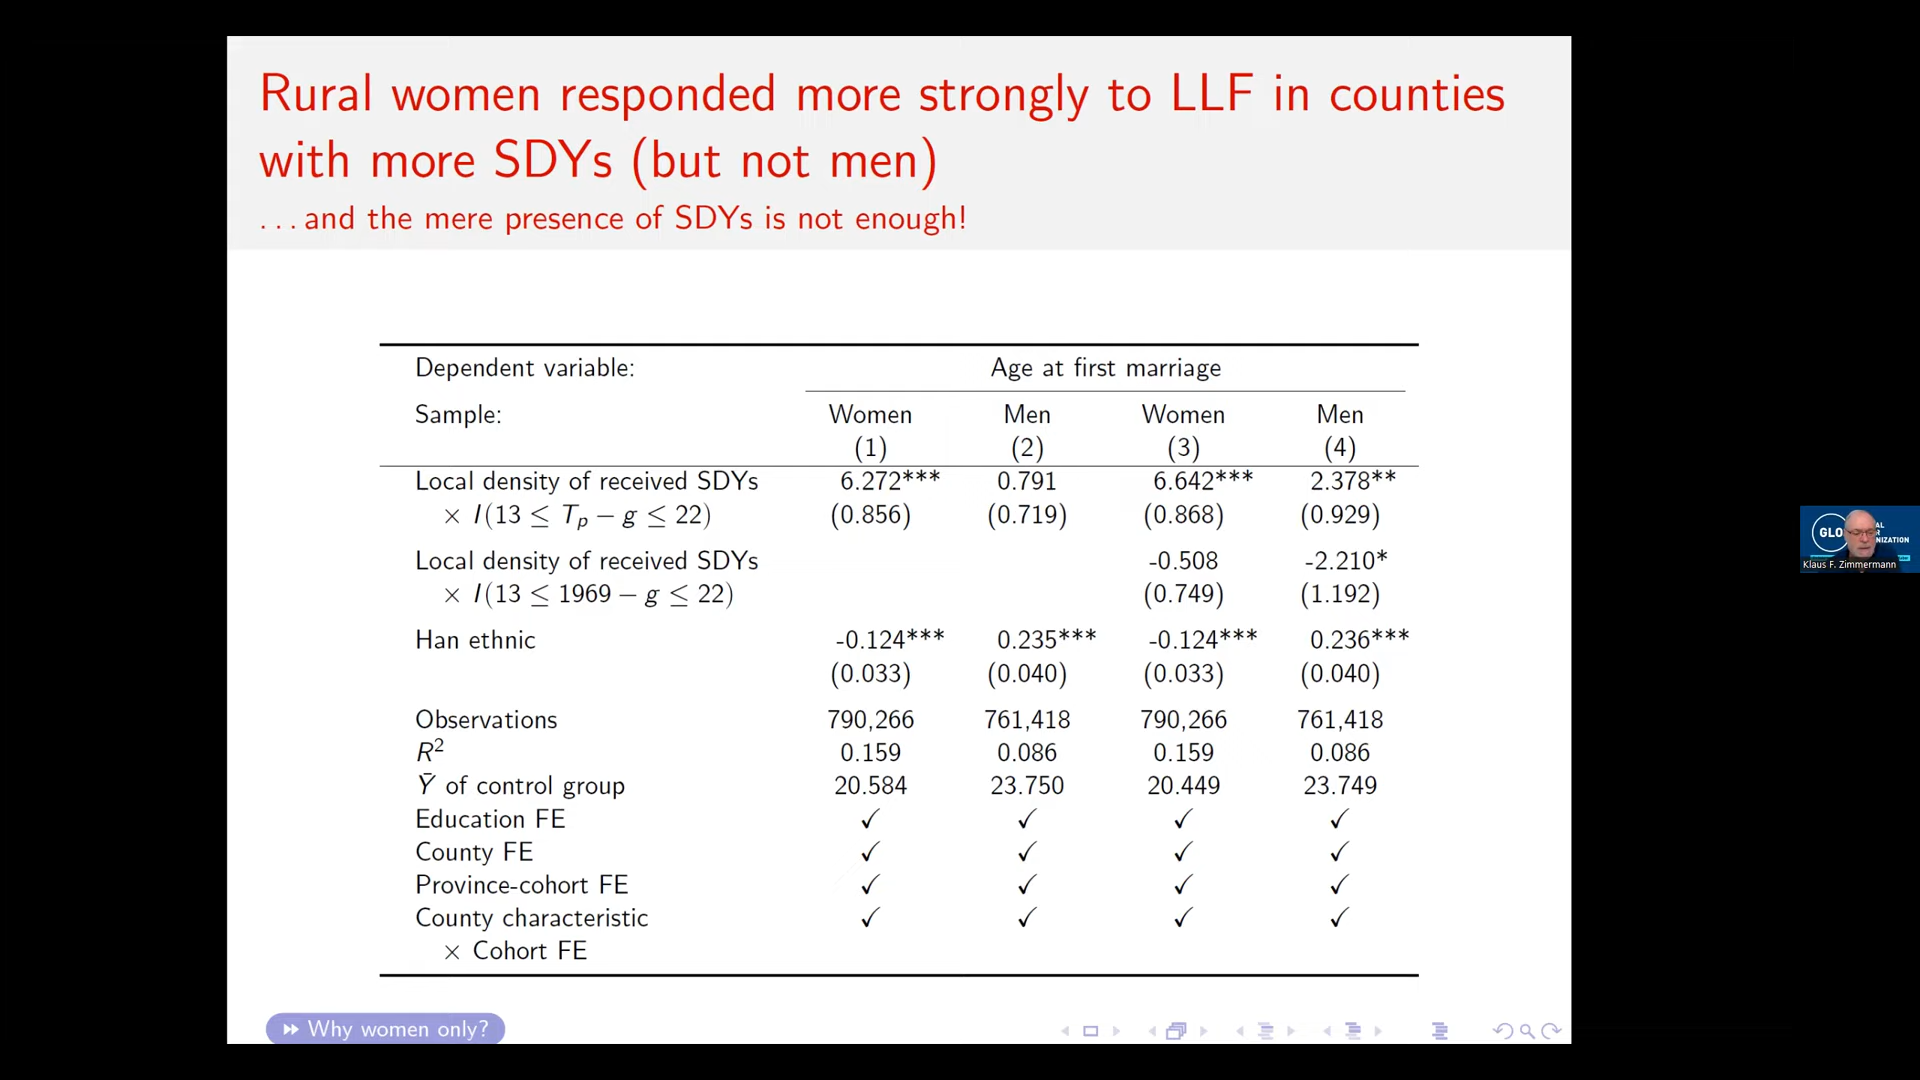 Rural women responded more strongly to LLF in counties
with more SDYs (but not men)
...and the mere presence of SDYs is not enough!
Dependent variable: Age at first marriage
Sample: Women Men Women Men
(1) (2) (3) (4)
Local density of received SDYs 6.272*** 0.791 6.642*** 2.378**
× I(13 ≤ Tp − g ≤ 22) (0.856) (0.719) (0.868) (0.929)
Local density of received SDYs -0.508 -2.210*
× I(13 ≤ 1969 − g ≤ 22) (0.749) (1.192)
Han ethnic -0.124*** 0.235*** -0.124*** 0.236***
(0.033) (0.040) (0.033) (0.040)
Observations 790,266 761,418 790,266 761,418
R² 0.159 0.086 0.159 0.086
Ȳ of control group 20.584 23.750 20.449 23.749
Education FE ✓ ✓ ✓ ✓
County FE ✓ ✓ ✓ ✓
Province-cohort FE ✓ ✓ ✓ ✓
County characteristic ✓ ✓ ✓ ✓
× Cohort FE
Why women only?
GLO
Klaus F. Zimmermann